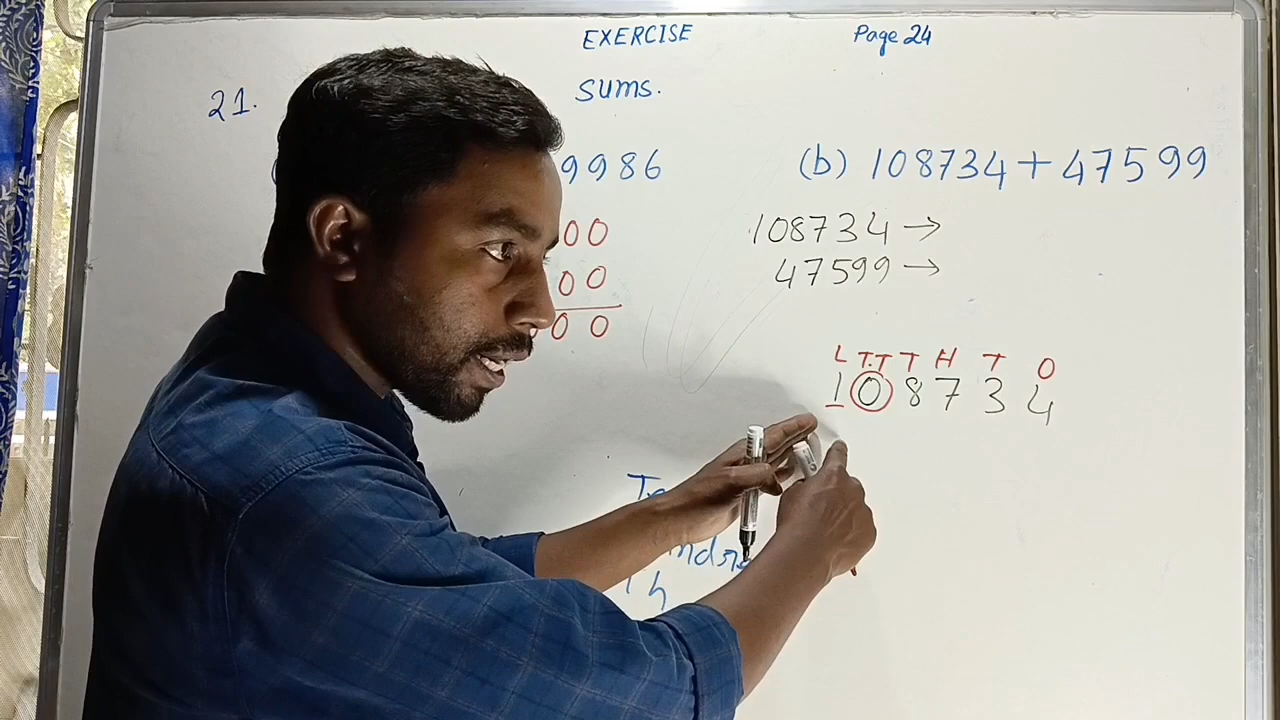 EXERCISE Page 24
21. sums.
9986 (b) 108734+47599
00 108734 →
00 47599 →
00
L T.T T H T O
1 0 8 7 3 4